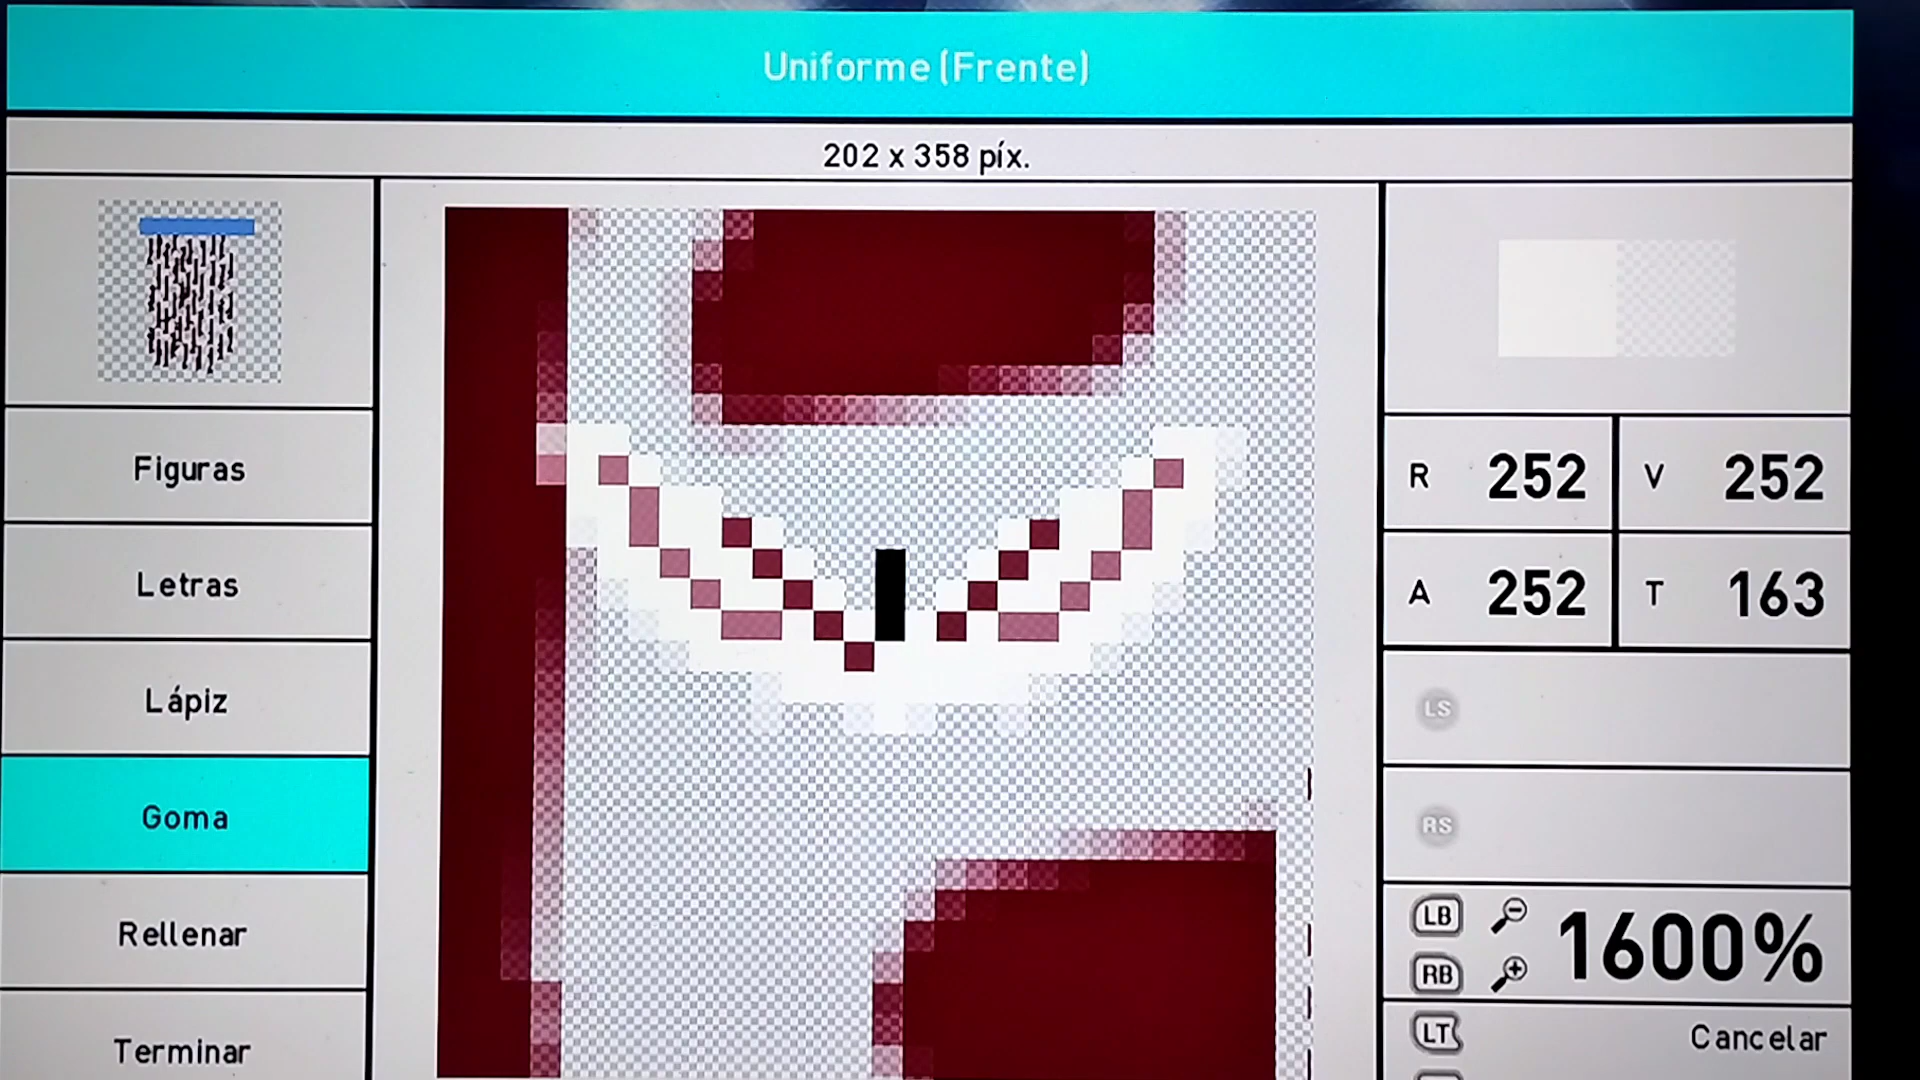 Uniforme (Frente)
202 x 358 píx.
Figuras
Letras
Lápiz
Goma
Rellenar
Terminar
R 252
V 252
A 252
T 163
LS
RS
LB
RB
1600%
LT
Cancelar